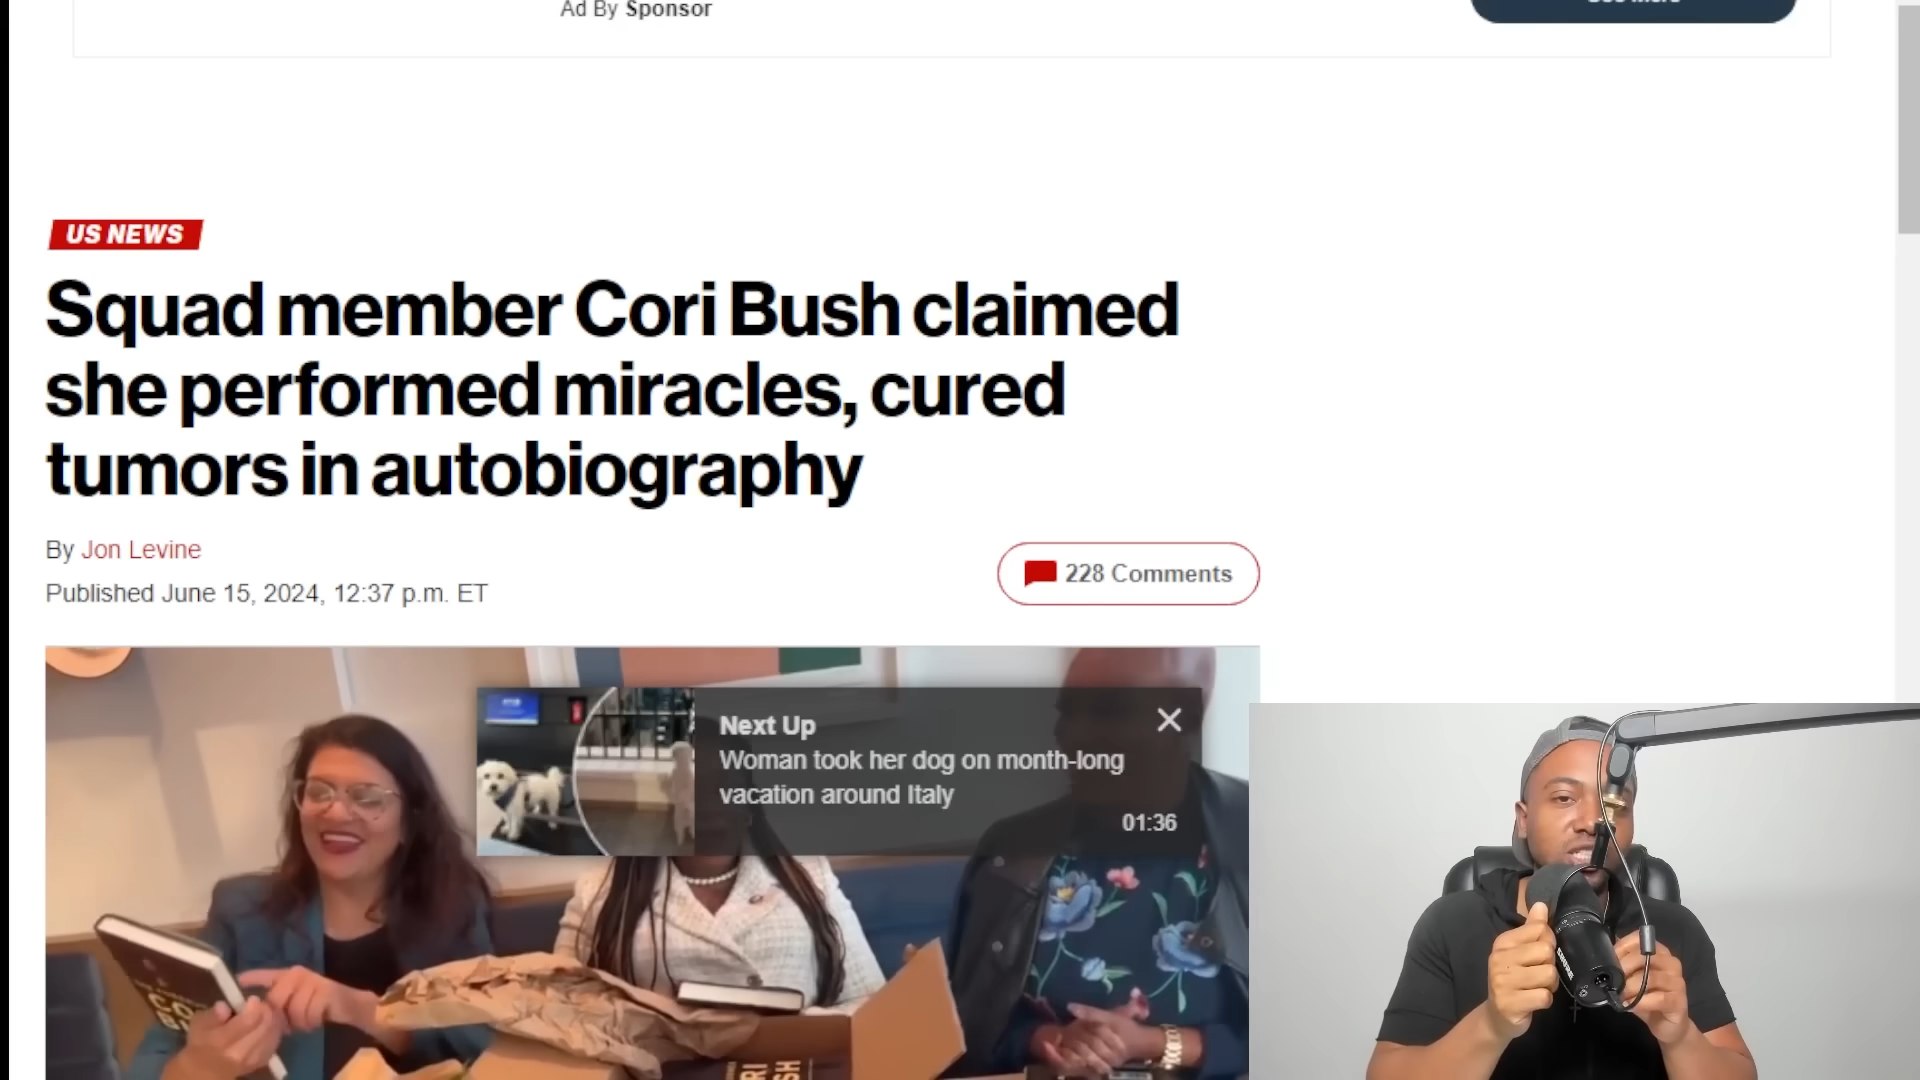 Ad By Sponsor
US NEWS
Squad member Cori Bush claimed
she performed miracles, cured
tumors in autobiography
By Jon Levine
228 Comments
Published June 15, 2024, 12:37 p.m. ET
Next Up
Woman took her dog on month-long
vacation around Italy
01:36